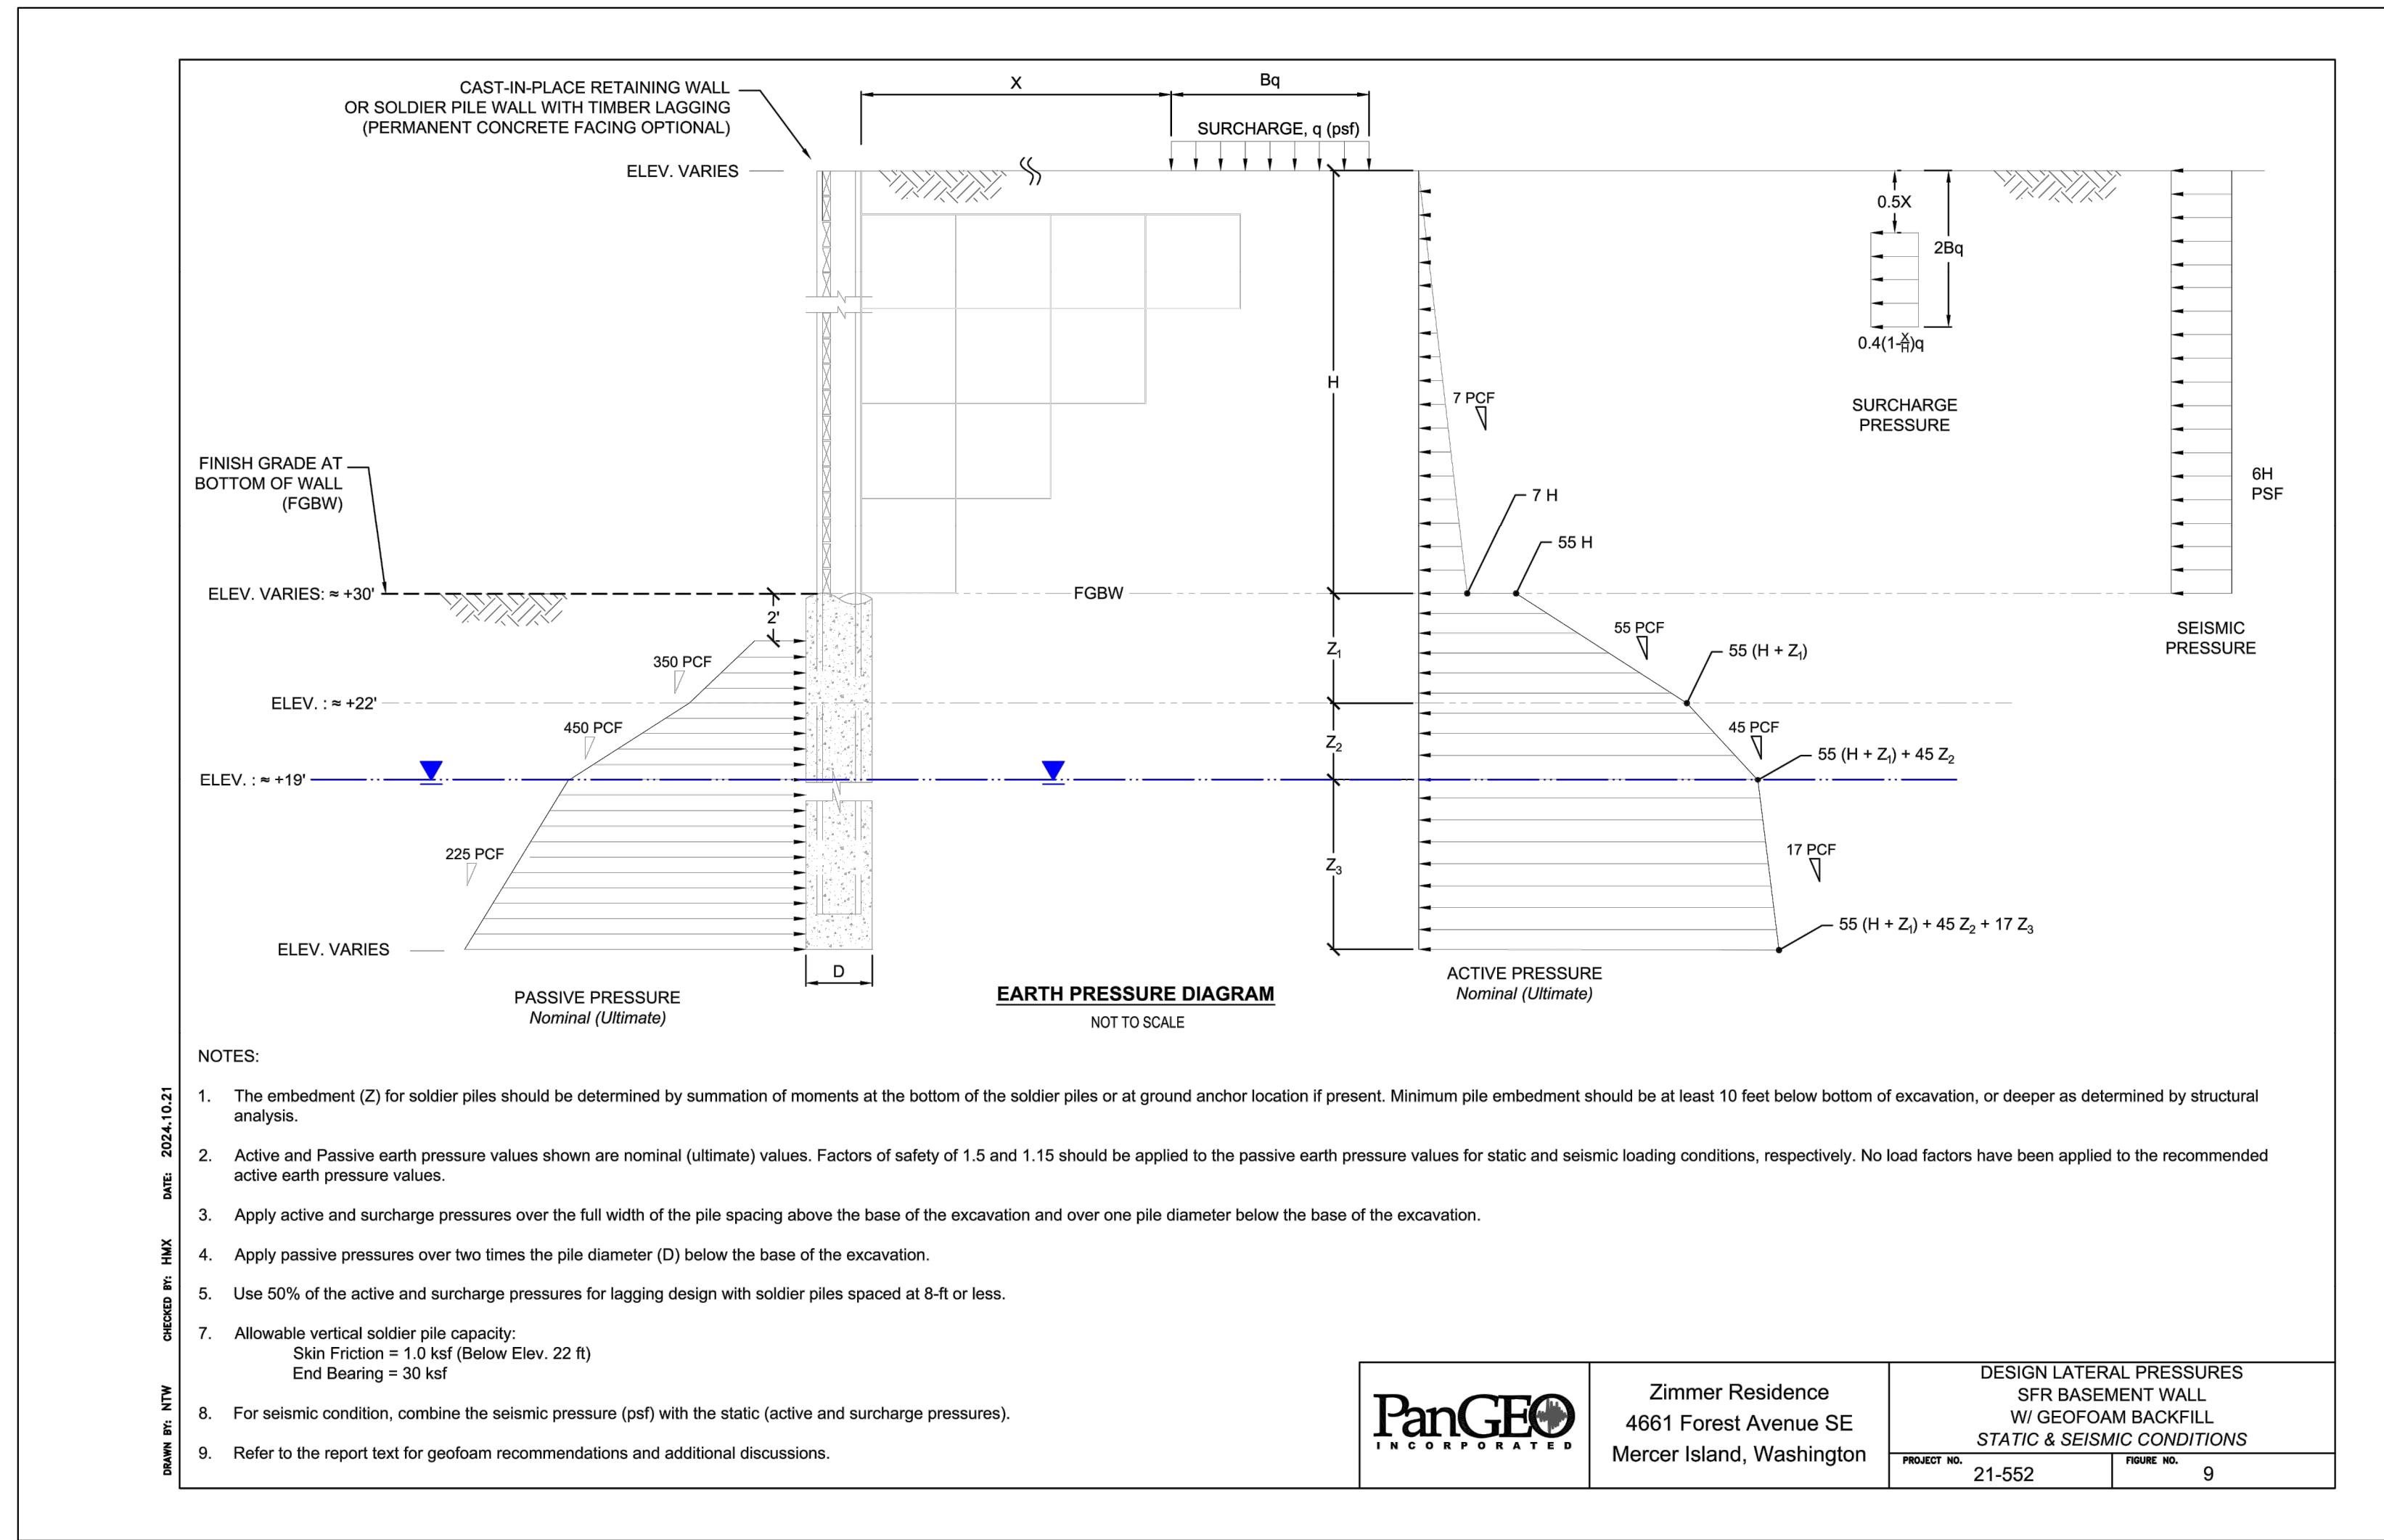 CAST-IN-PLACE RETAINING WALL
OR SOLDIER PILE WALL WITH TIMBER LAGGING
(PERMANENT CONCRETE FACING OPTIONAL)
X
Bq
SURCHARGE, q (psf)
ELEV. VARIES
0.5X
2Bq
0.4(1-X/H)q
SURCHARGE
PRESSURE
H
7 PCF
FINISH GRADE AT
BOTTOM OF WALL
(FGBW)
6H
PSF
7 H
55 H
ELEV. VARIES: ≈ +30'
FGBW
2'
SEISMIC
PRESSURE
350 PCF
Z₁
55 PCF
55 (H + Z₁)
ELEV. : ≈ +22'
450 PCF
Z₂
45 PCF
55 (H + Z₁) + 45 Z₂
ELEV. : ≈ +19'
225 PCF
Z₃
17 PCF
55 (H + Z₁) + 45 Z₂ + 17 Z₃
ELEV. VARIES
D
PASSIVE PRESSURE
Nominal (Ultimate)
EARTH PRESSURE DIAGRAM
NOT TO SCALE
ACTIVE PRESSURE
Nominal (Ultimate)
NOTES:
1. The embedment (Z) for soldier piles should be determined by summation of moments at the bottom of the soldier piles or at ground anchor location if present. Minimum pile embedment should be at least 10 feet below bottom of excavation, or deeper as determined by structural
analysis.
2. Active and Passive earth pressure values shown are nominal (ultimate) values. Factors of safety of 1.5 and 1.15 should be applied to the passive earth pressure values for static and seismic loading conditions, respectively. No load factors have been applied to the recommended
active earth pressure values.
3. Apply active and surcharge pressures over the full width of the pile spacing above the base of the excavation and over one pile diameter below the base of the excavation.
4. Apply passive pressures over two times the pile diameter (D) below the base of the excavation.
5. Use 50% of the active and surcharge pressures for lagging design with soldier piles spaced at 8-ft or less.
7. Allowable vertical soldier pile capacity:
Skin Friction = 1.0 ksf (Below Elev. 22 ft)
End Bearing = 30 ksf
8. For seismic condition, combine the seismic pressure (psf) with the static (active and surcharge pressures).
9. Refer to the report text for geofoam recommendations and additional discussions.
DRAWN BY: NTW CHECKED BY: HMX DATE: 2024.10.21
PanGEO
INCORPORATED
Zimmer Residence
4661 Forest Avenue SE
Mercer Island, Washington
DESIGN LATERAL PRESSURES
SFR BASEMENT WALL
W/ GEOFOAM BACKFILL
STATIC & SEISMIC CONDITIONS
PROJECT NO.
21-552
FIGURE NO.
9